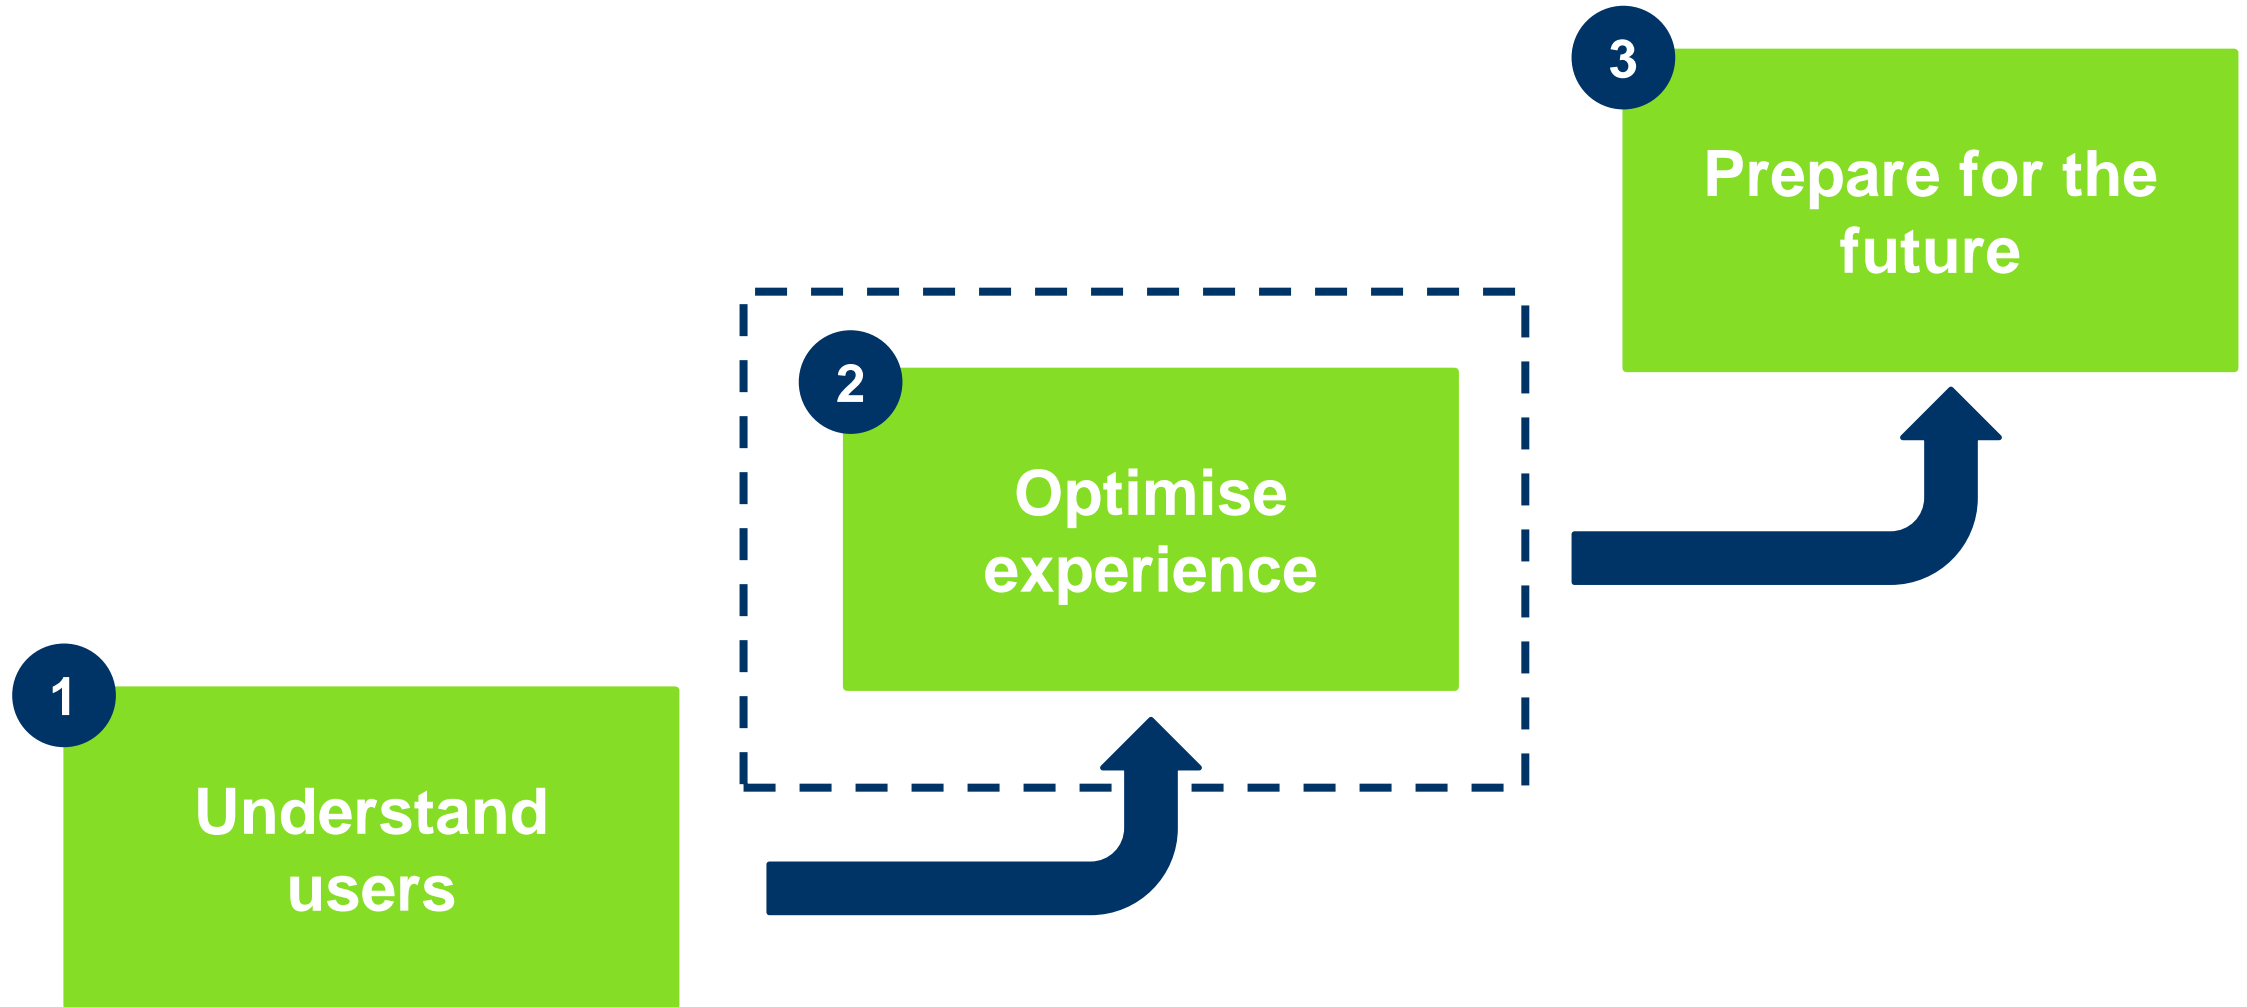 1
Understand
users
2
Optimise
experience
3
Prepare for the
future